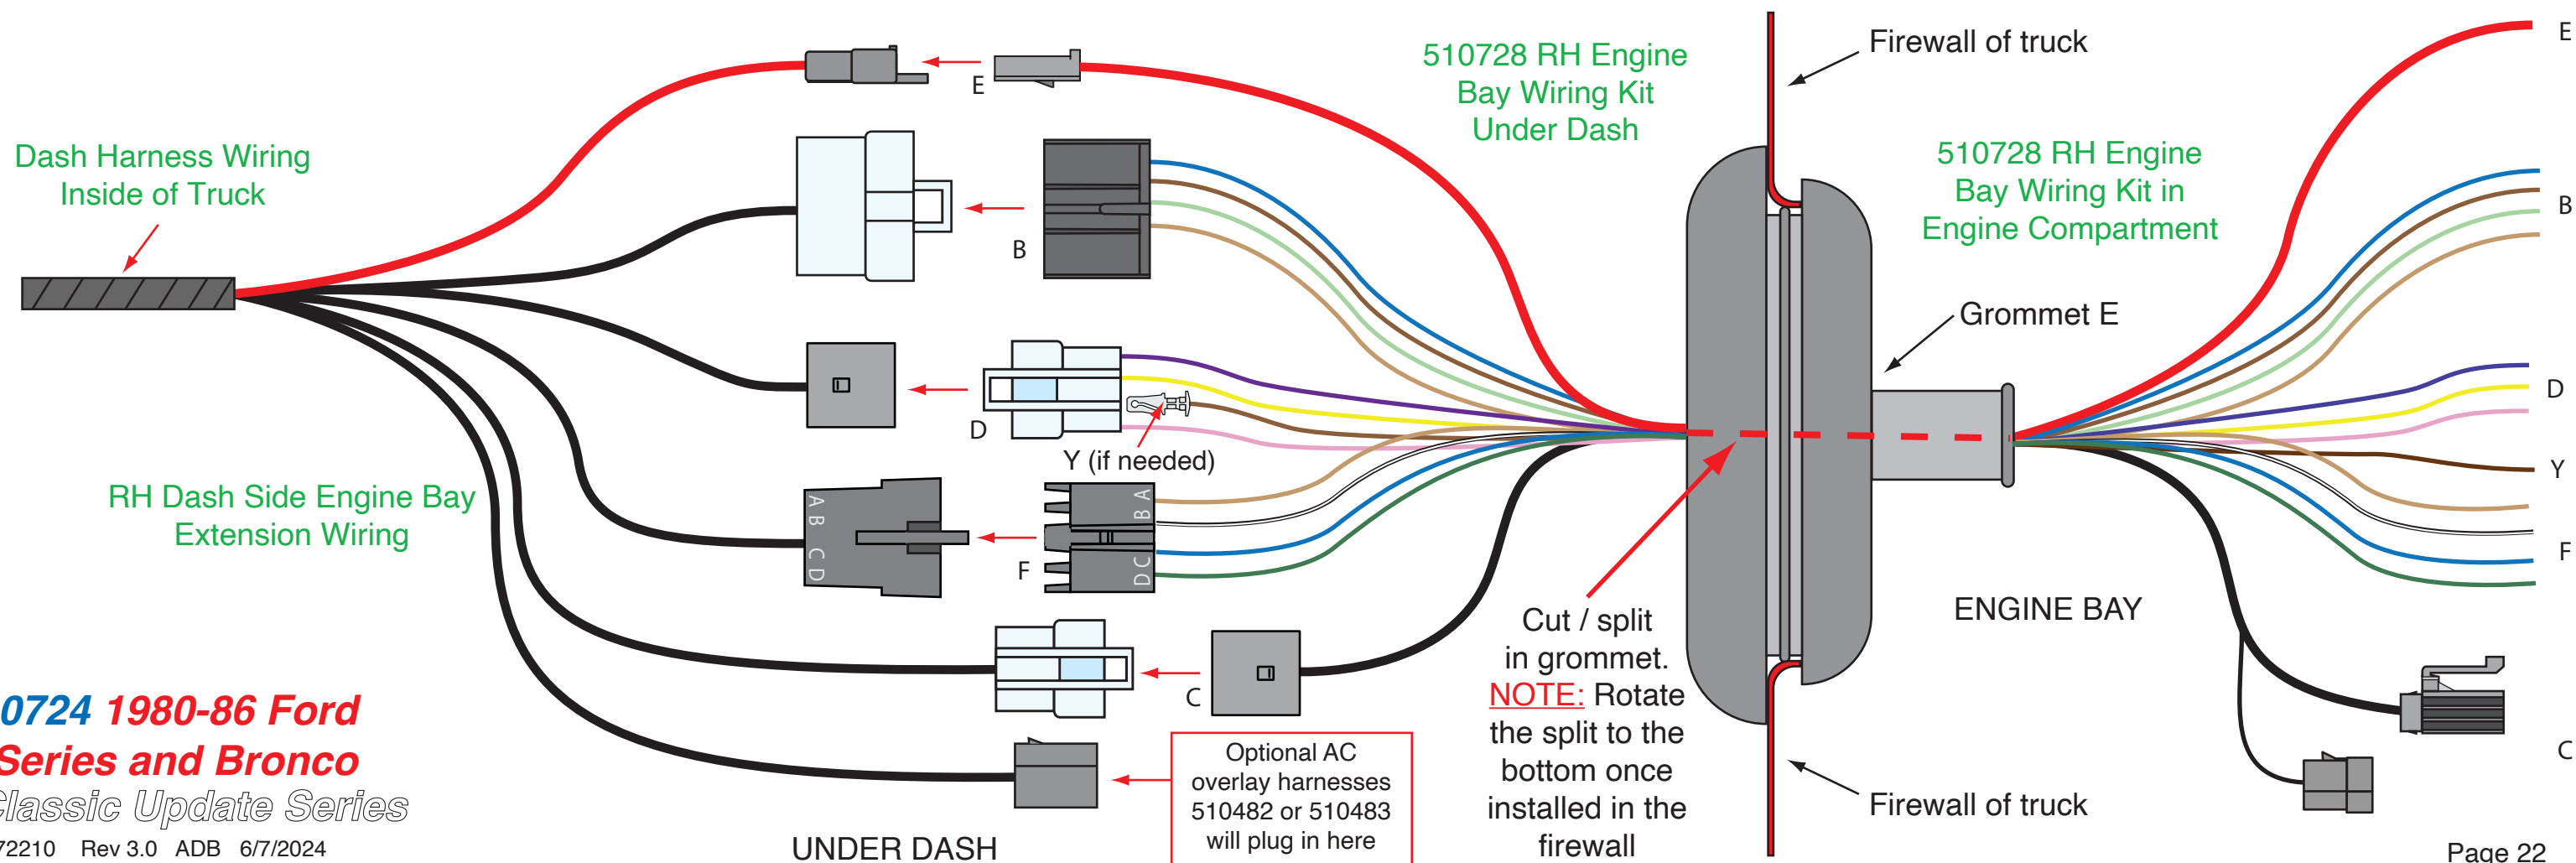 Dash Harness Wiring
Inside of Truck
RH Dash Side Engine Bay
Extension Wiring
0724 1980-86 Ford
Series and Bronco
Classic Update Series
72210 Rev 3.0 ADB 6/7/2024
E
B
D
Y (if needed)
A
B
C
D
F
A
B
C
D
C
Optional AC
overlay harnesses
510482 or 510483
will plug in here
UNDER DASH
510728 RH Engine
Bay Wiring Kit
Under Dash
Cut / split
in grommet.
NOTE: Rotate
the split to the
bottom once
installed in the
firewall
Firewall of truck
510728 RH Engine
Bay Wiring Kit in
Engine Compartment
Grommet E
ENGINE BAY
Firewall of truck
E
B
D
Y
F
C
Page 22